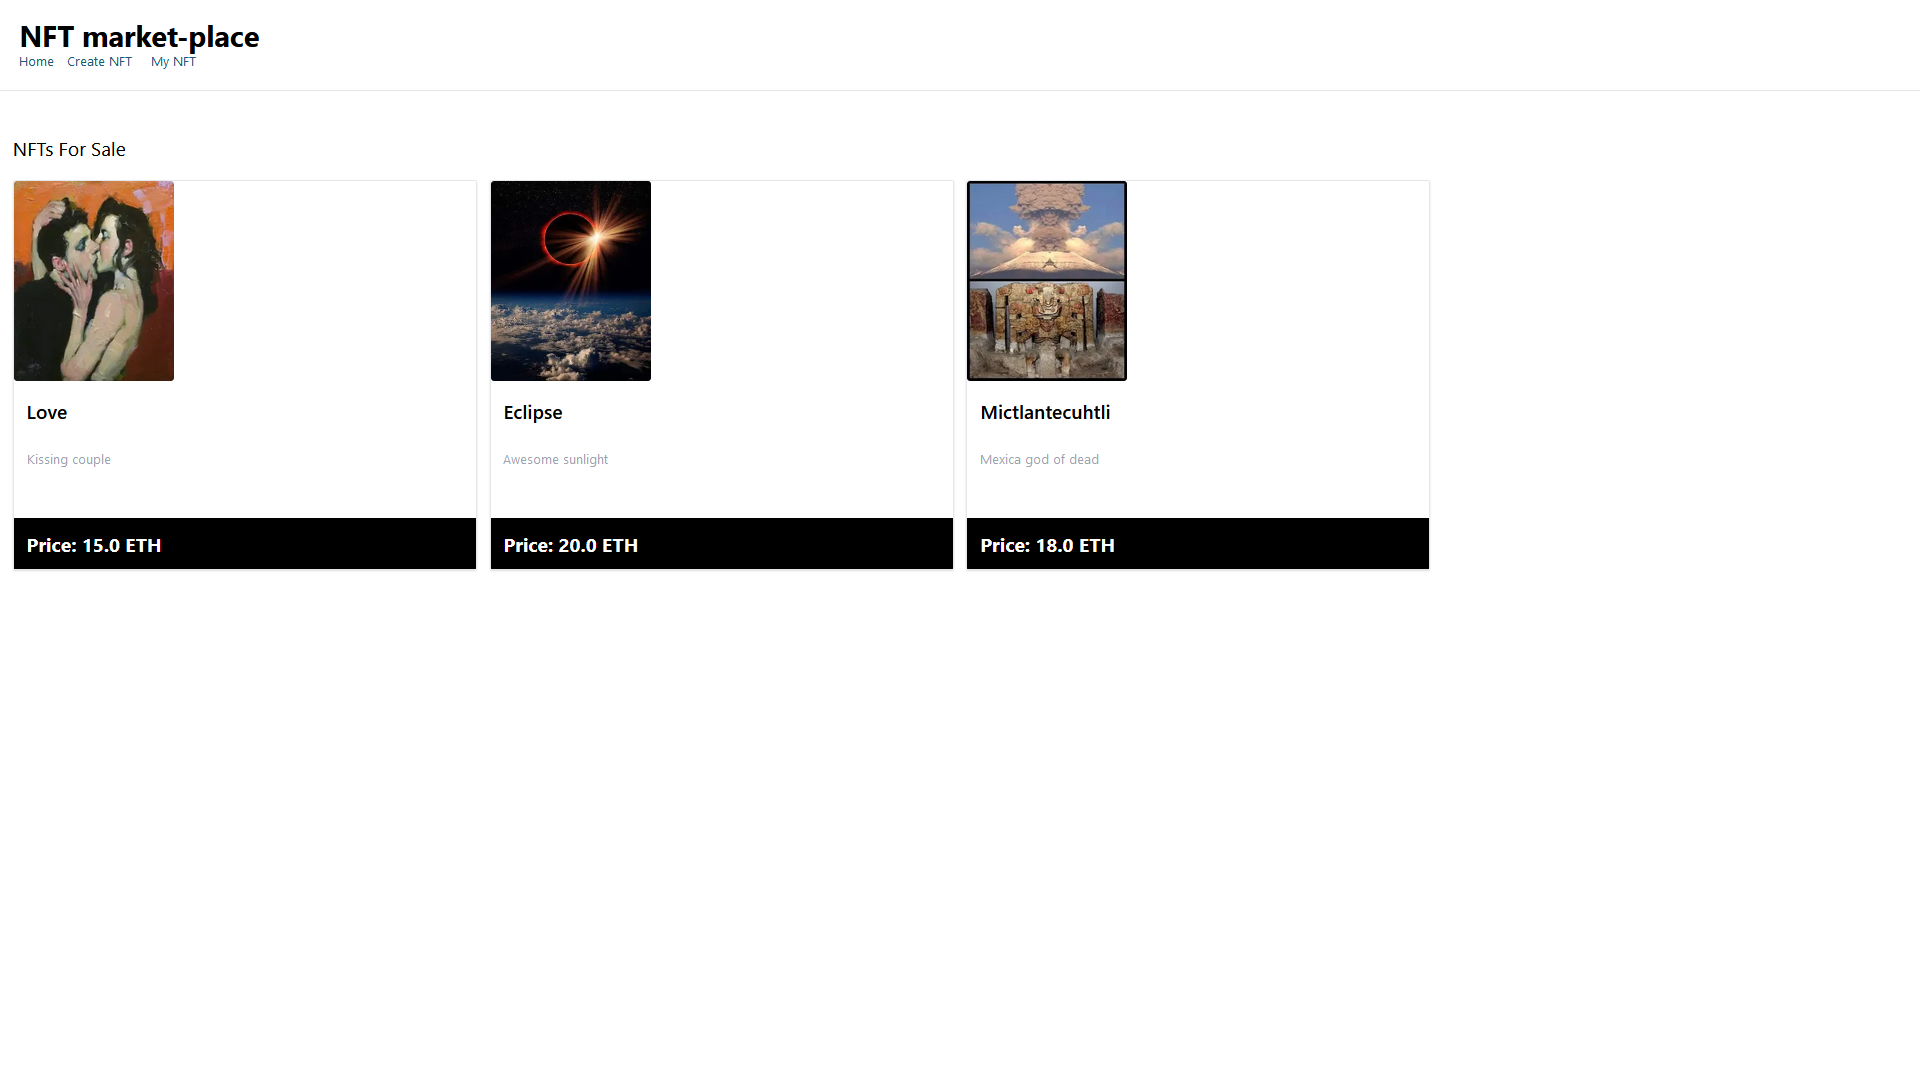 NFT market-place
Home Create NFT My NFT
NFTs For Sale
Love
Kissing couple
Price: 15.0 ETH
Eclipse
Awesome sunlight
Price: 20.0 ETH
Mictlantecuhtli
Mexica god of dead
Price: 18.0 ETH